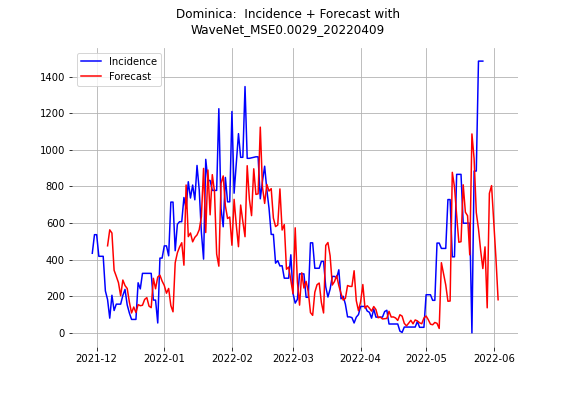 Dominica:  Incidence + Forecast with
WaveNet_MSE0.0029_20220409
Incidence
Forecast
1400
1200
1000
800
600
400
200
0
2021-12 2022-01 2022-02 2022-03 2022-04 2022-05 2022-06